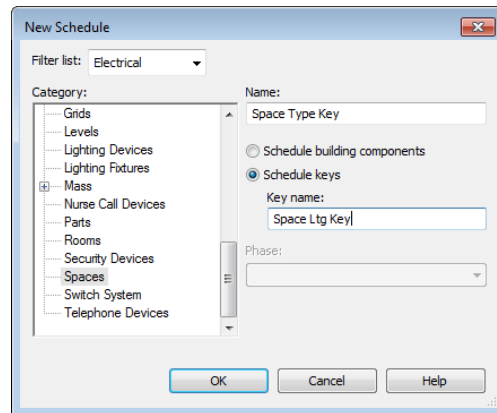 New Schedule
Filter list: Electrical
Category:
Grids
Levels
Lighting Devices
Lighting Fixtures
Mass
Nurse Call Devices
Parts
Rooms
Security Devices
Spaces
Switch System
Telephone Devices
Name:
Space Type Key
Schedule building components
Schedule keys
Key name:
Space Ltg Key
Phase:
OK Cancel Help